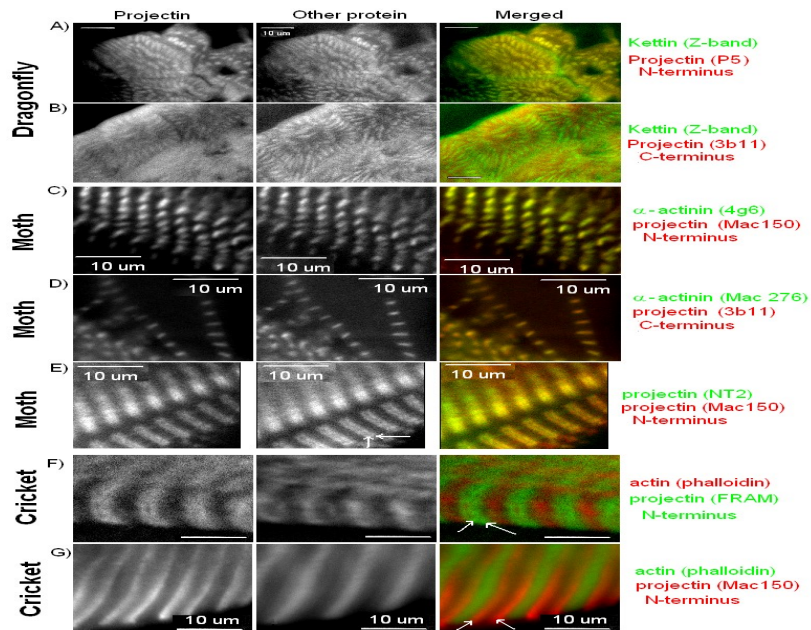 Projectin Other protein Merged
A)
10 um
Kettin (Z-band)
Projectin (P5)
N-terminus
Dragonfly
B)
Kettin (Z-band)
Projectin (3b11)
C-terminus
C)
10 um 10 um 10 um
α-actinin (4g6)
projectin (Mac150)
N-terminus
Moth
D)
10 um 10 um 10 um
α-actinin (Mac 276)
projectin (3b11)
C-terminus
Moth
E)
10 um 10 um 10 um
projectin (NT2)
projectin (Mac150)
N-terminus
Moth
F)
actin (phalloidin)
projectin (FRAM)
N-terminus
Cricket
G)
actin (phalloidin)
projectin (Mac150)
N-terminus
Cricket
10 um 10 um 10 um